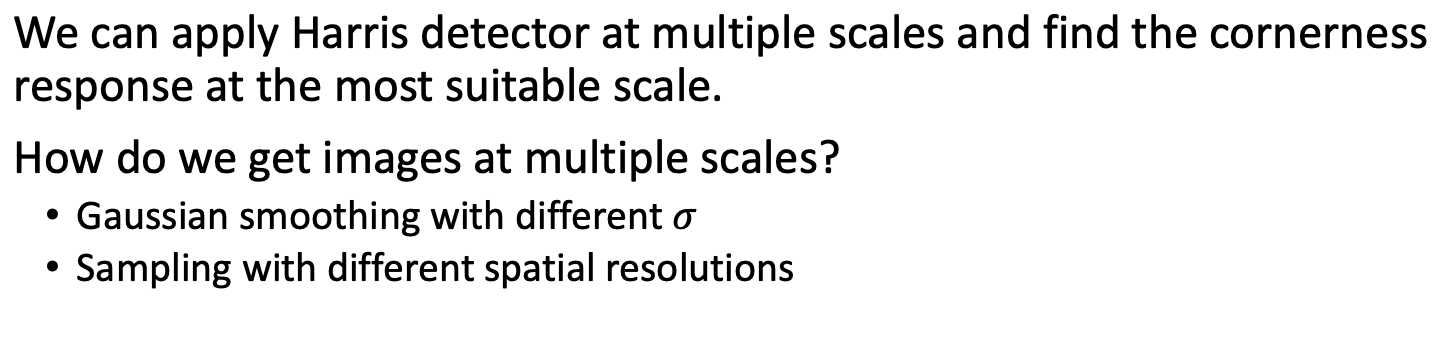 We can apply Harris detector at multiple scales and find the cornerness
response at the most suitable scale.
How do we get images at multiple scales?
• Gaussian smoothing with different σ
• Sampling with different spatial resolutions